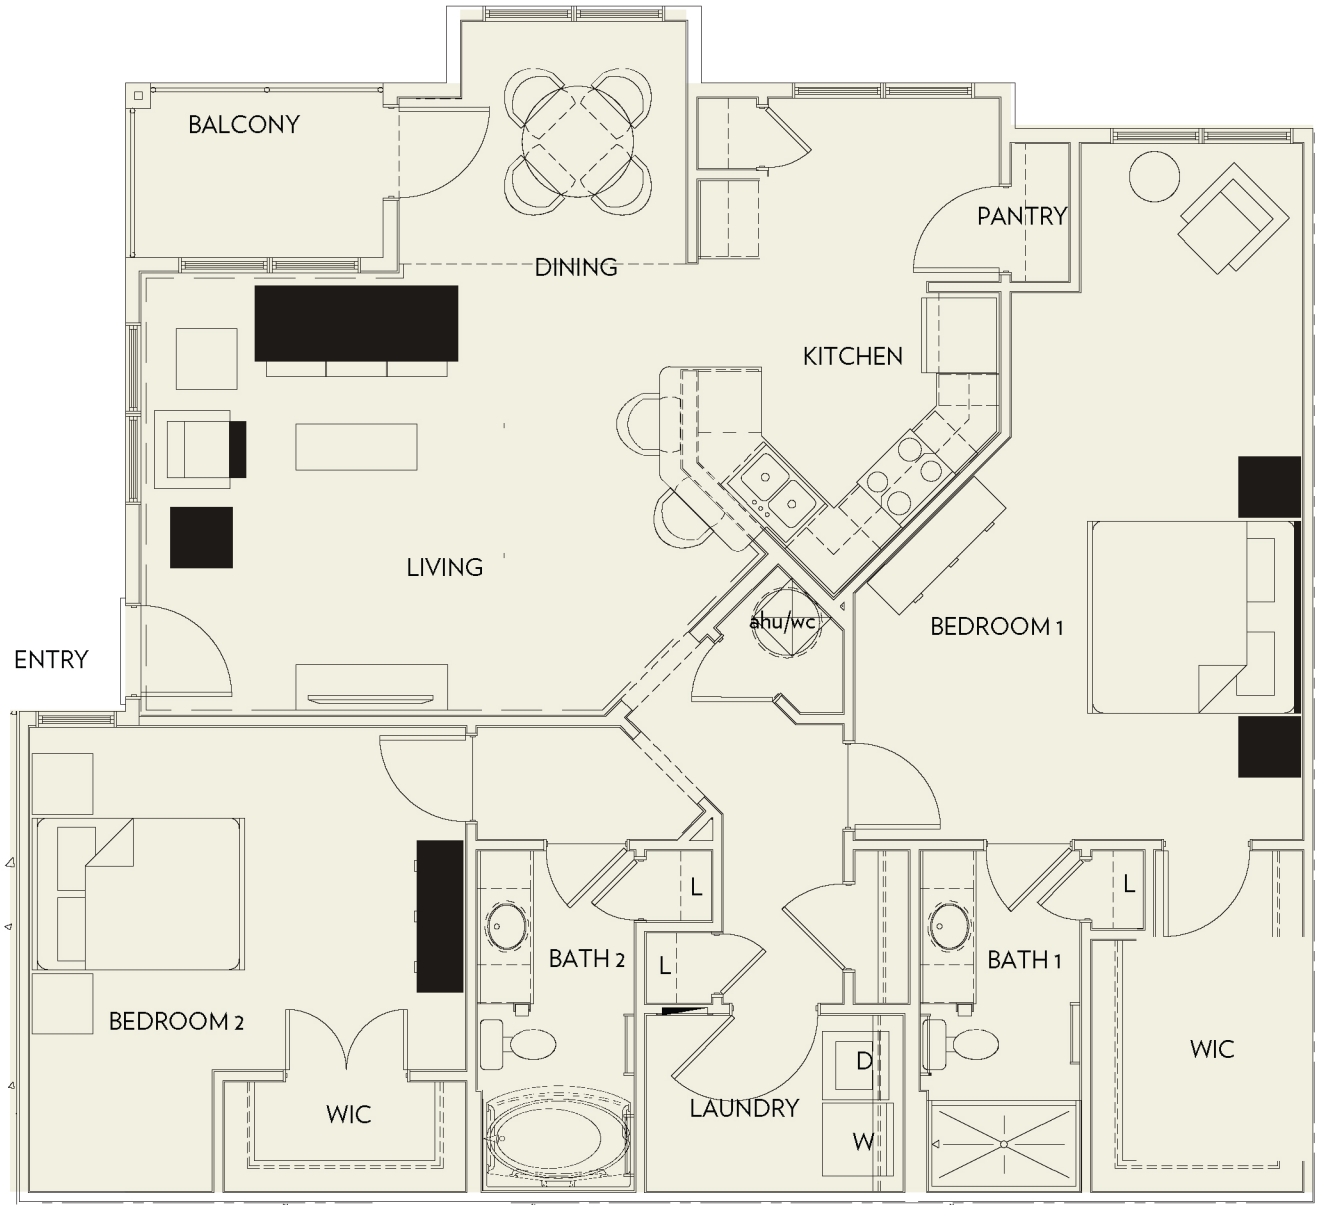 BALCONY
PANTRY
DINING
KITCHEN
LIVING
ahu/wc
BEDROOM 1
ENTRY
L
L
BATH 2
L
BATH 1
BEDROOM 2
WIC
D
LAUNDRY
WIC
W